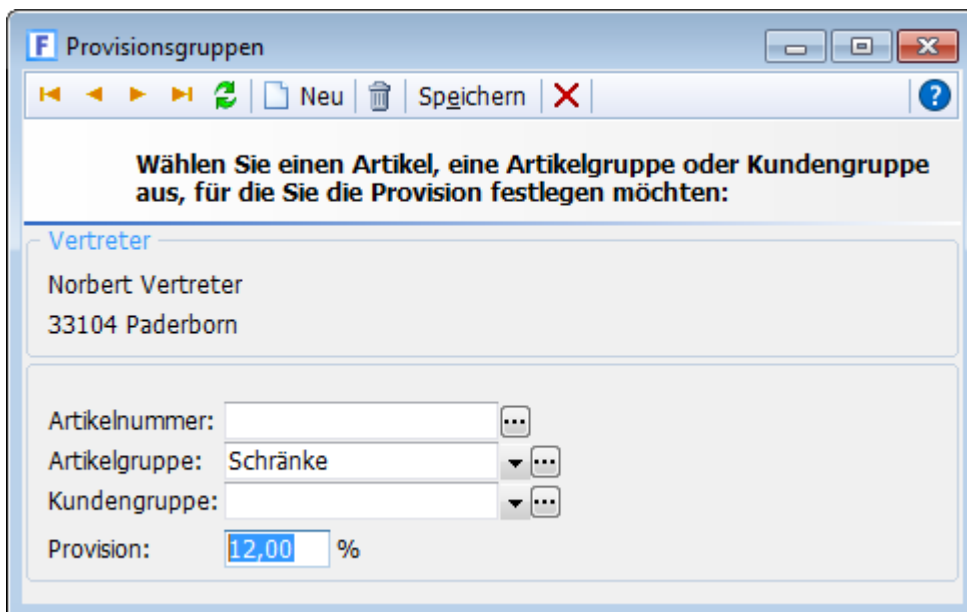 F Provisionsgruppen
Neu Speichern ?
Wählen Sie einen Artikel, eine Artikelgruppe oder Kundengruppe
aus, für die Sie die Provision festlegen möchten:
Vertreter
Norbert Vertreter
33104 Paderborn
Artikelnummer: ...
Artikelgruppe: Schränke ...
Kundengruppe: ...
Provision: 12,00 %